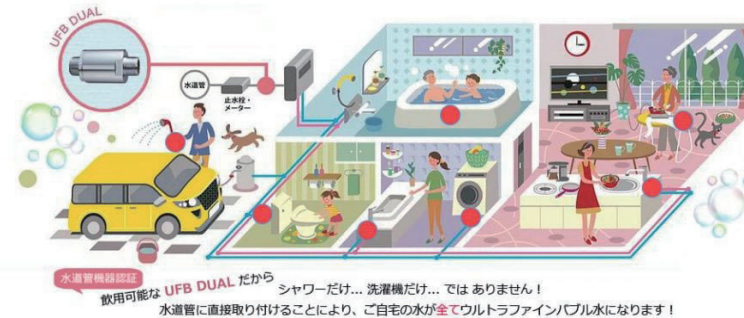 UFB DUAL
水道管
止水栓・
メーター
水道管機器認証
飲用可能な UFB DUAL だから シャワーだけ… 洗濯機だけ… では ありません！
水道管に直接取り付けることにより、ご自宅の水が全てウルトラファインバブル水になります！